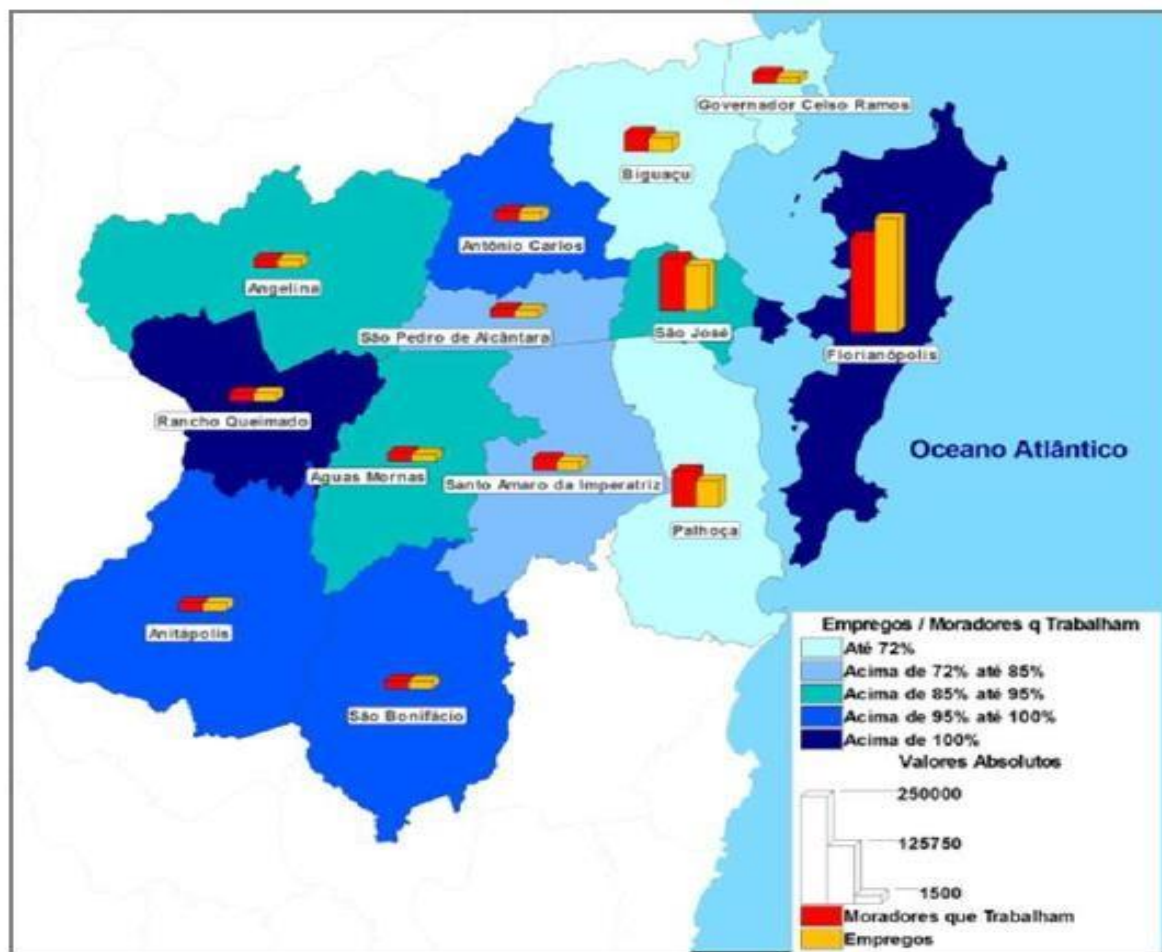 Governador Celso Ramos
Biguaçu
Antônio Carlos
Angelina
São Pedro de Alcântara
São José
Florianópolis
Rancho Queimado
Oceano Atlântico
Aguas Mornas
Santo Amaro da Imperatriz
Palhoça
Anitápolis
São Bonifácio
Empregos / Moradores q Trabalham
Até 72%
Acima de 72% até 85%
Acima de 85% até 95%
Acima de 95% até 100%
Acima de 100%
Valores Absolutos
250000
125750
1500
Moradores que Trabalham
Empregos